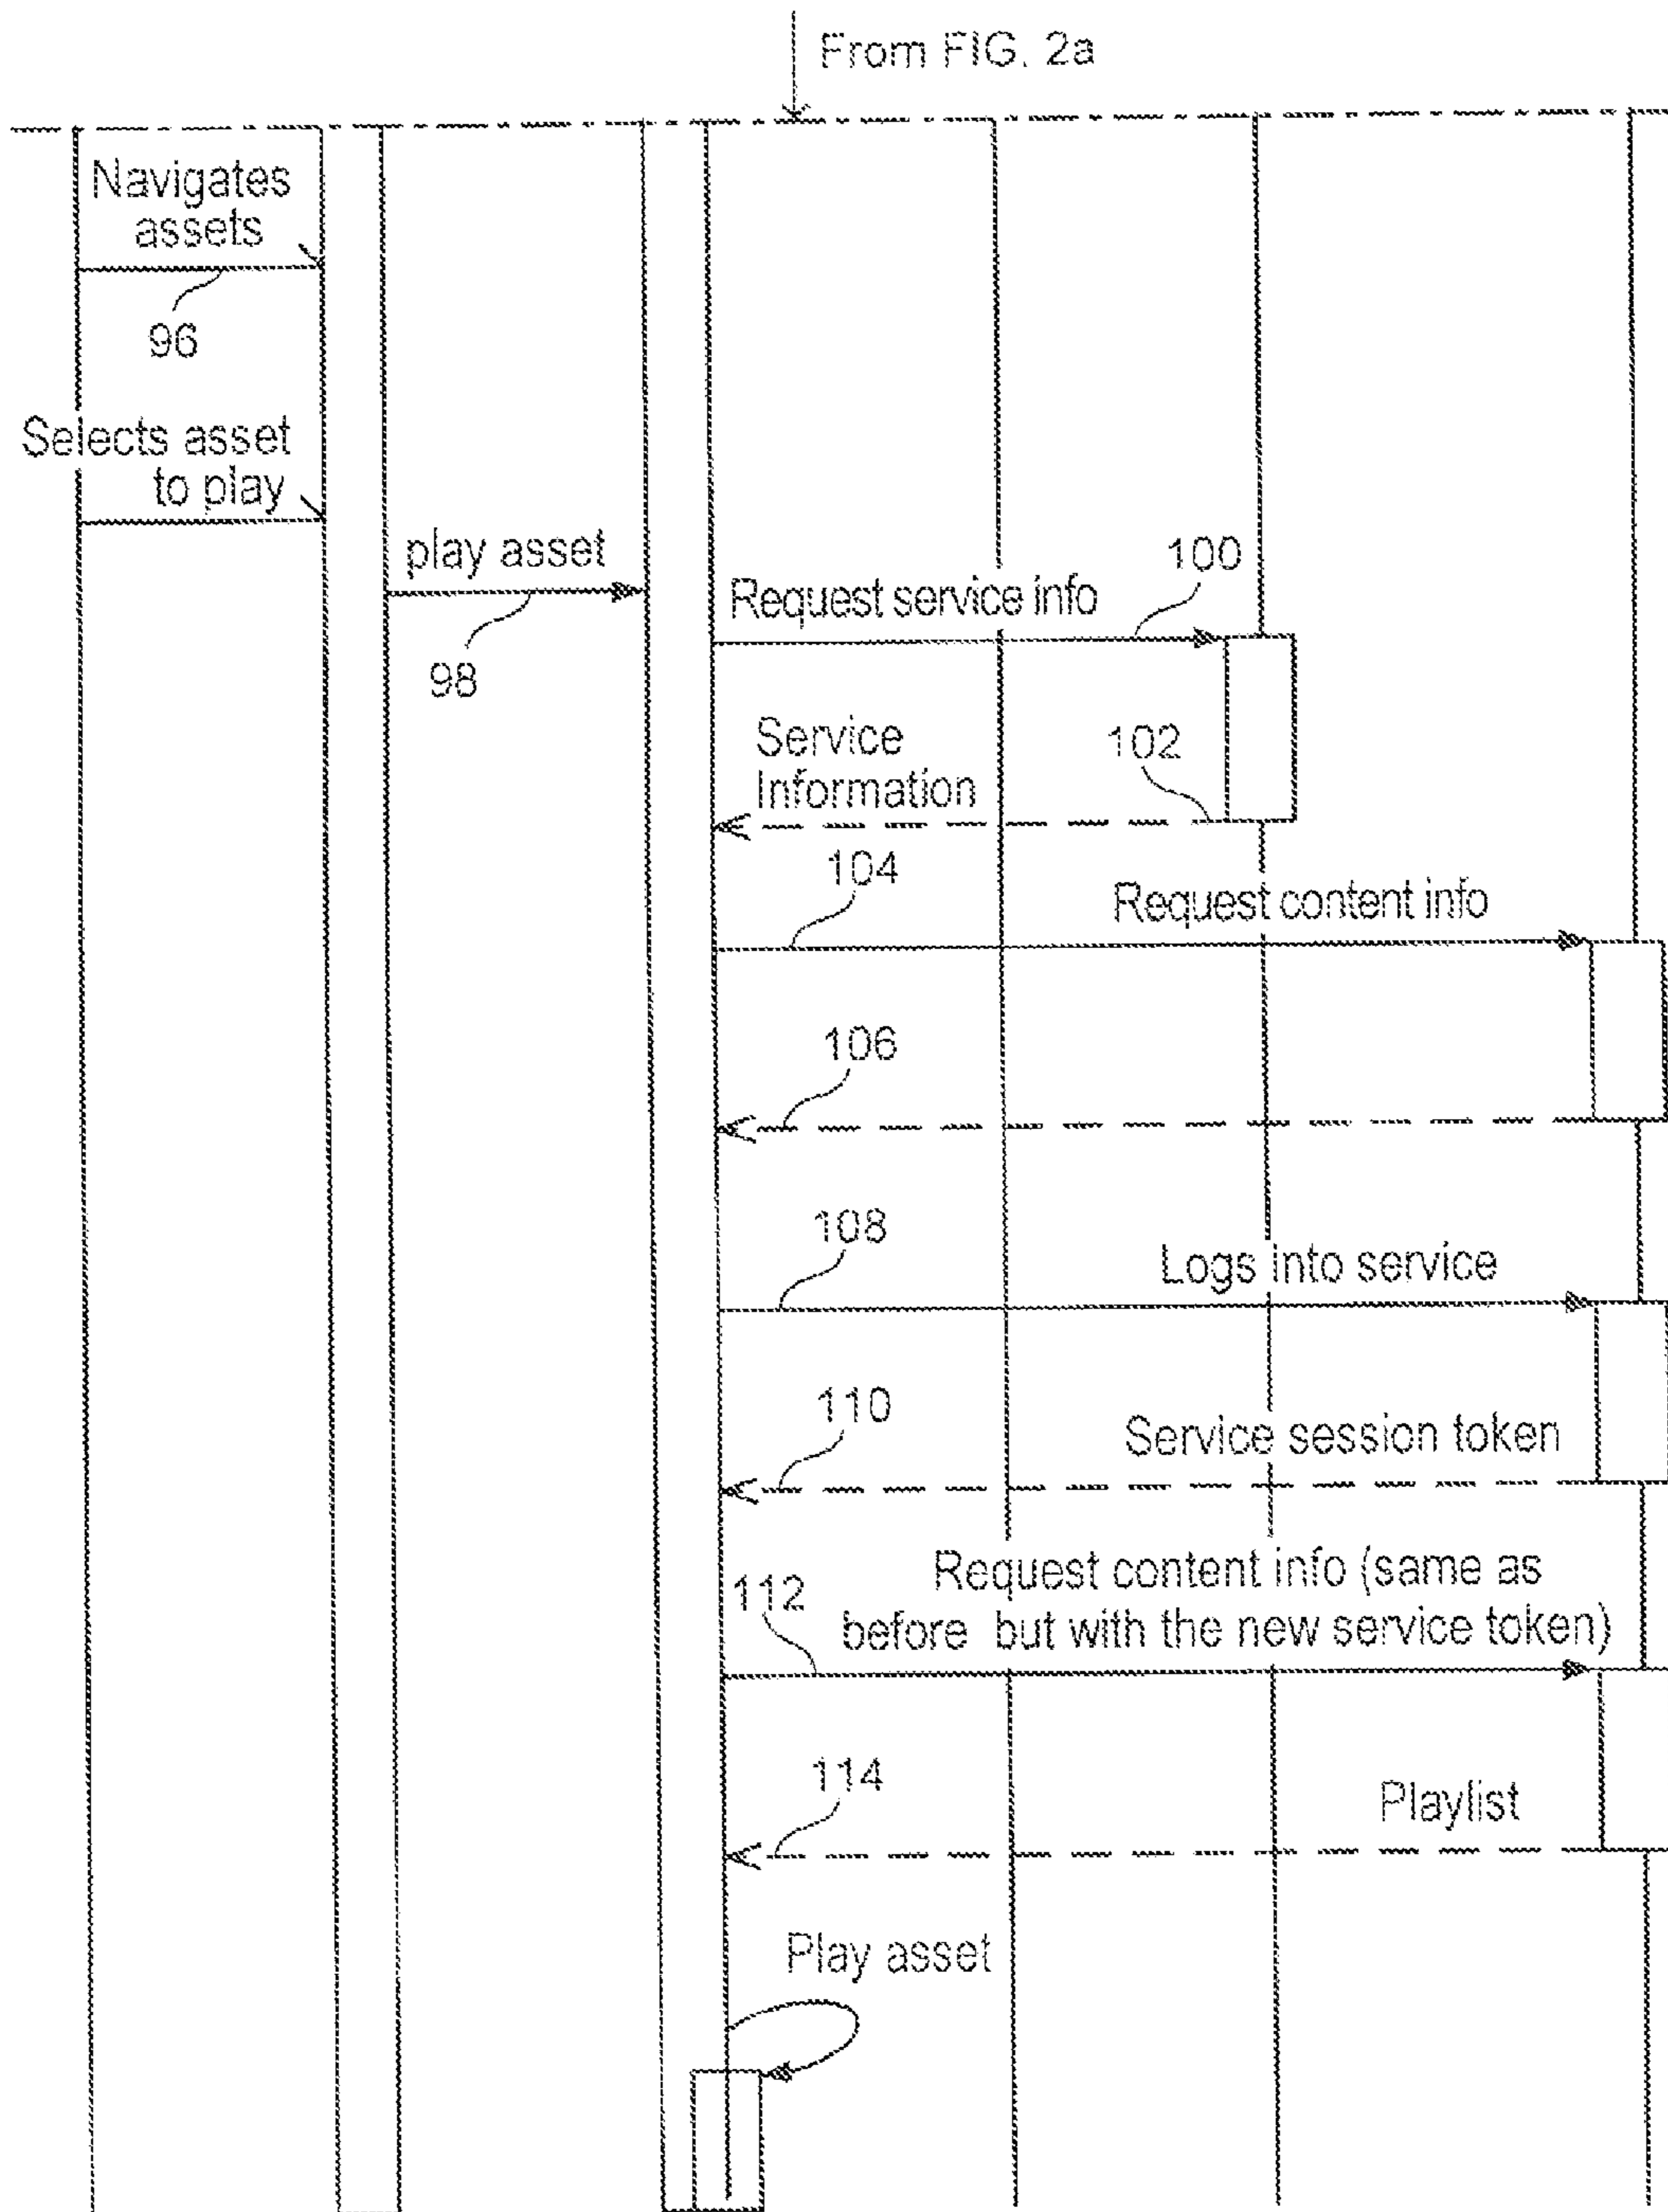 From FIG. 2a
Navigates
assets
96
Selects asset
to play
play asset
98
100
Request service info
Service
Information
102
104
Request content info
106
108
Logs into service
110
Service session token
112
Request content info (same as
before but with the new service token)
114
Playlist
Play asset